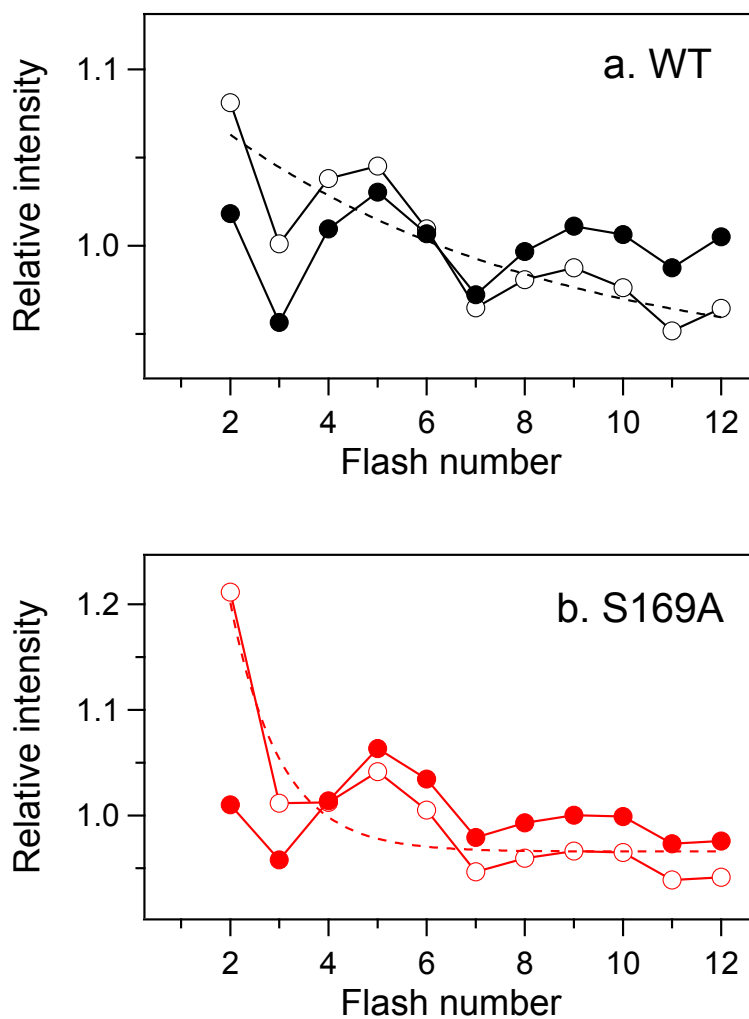 a. WT
Relative intensity
1.1
1.0
2 4 6 8 10 12
Flash number
b. S169A
Relative intensity
1.2
1.1
1.0
2 4 6 8 10 12
Flash number